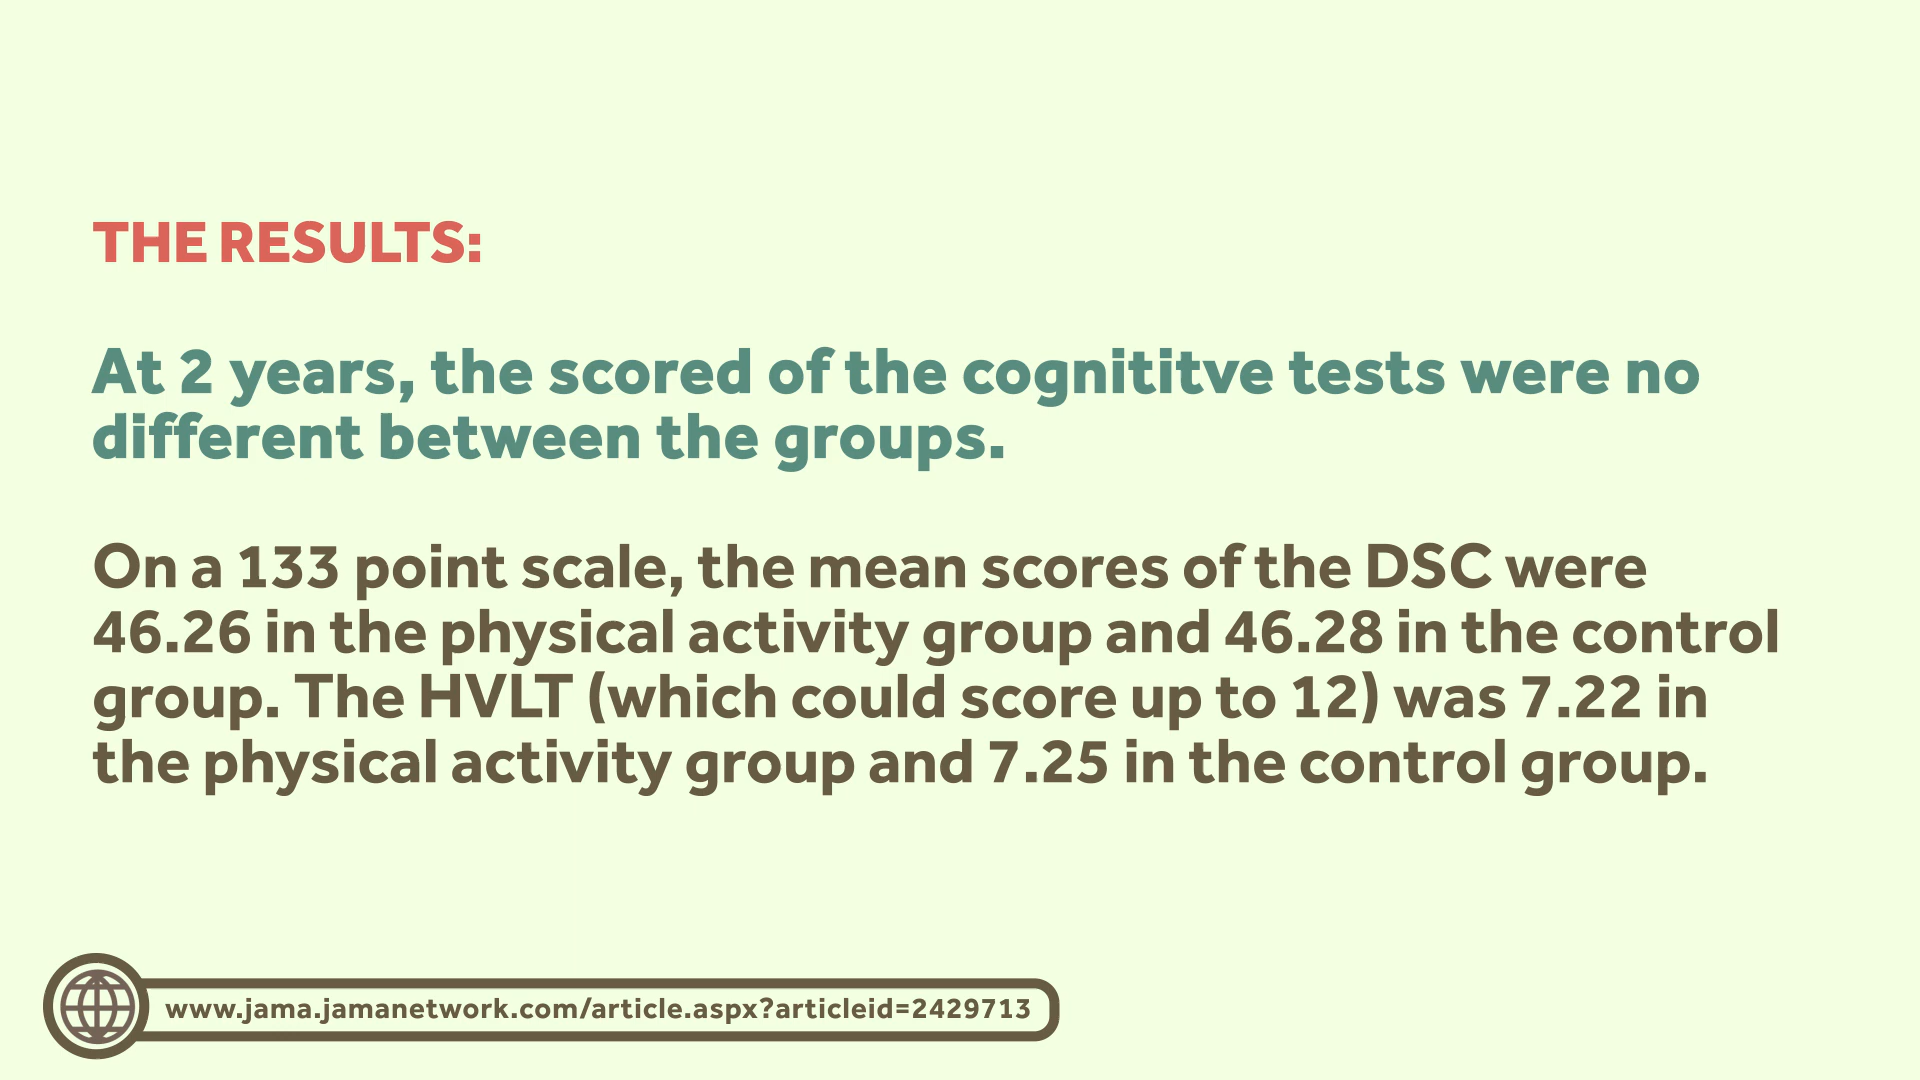 THE RESULTS:
At 2 years, the scored of the cognititve tests were no
different between the groups.
On a 133 point scale, the mean scores of the DSC were
46.26 in the physical activity group and 46.28 in the control
group. The HVLT (which could score up to 12) was 7.22 in
the physical activity group and 7.25 in the control group.
www.jama.jamanetwork.com/article.aspx?articleid=2429713